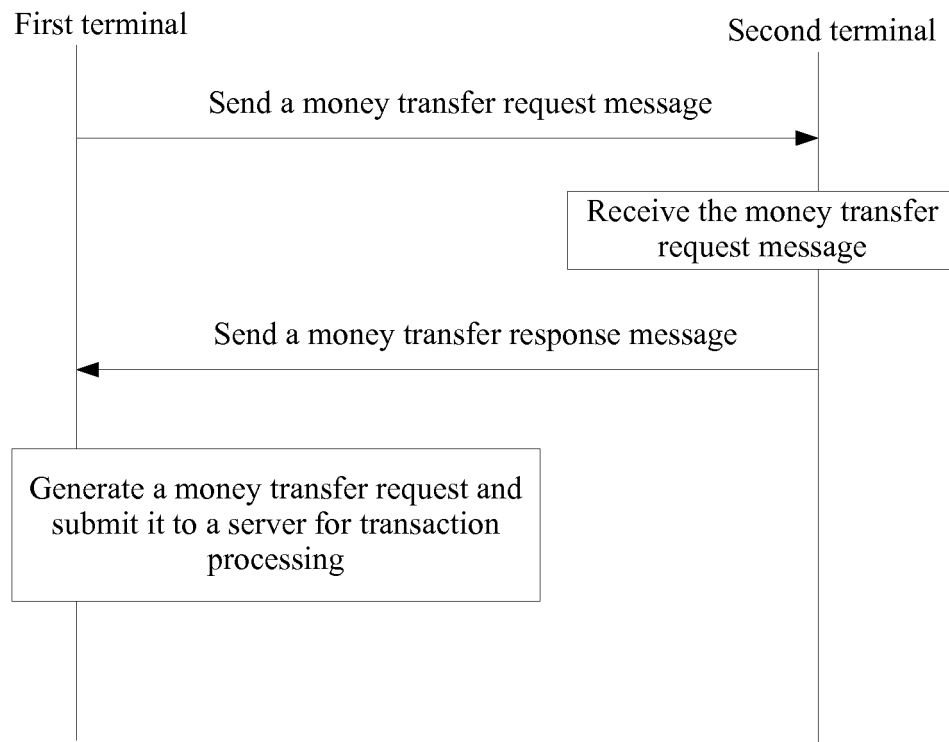 First terminal
Second terminal
Send a money transfer request message
Receive the money transfer
request message
Send a money transfer response message
Generate a money transfer request and
submit it to a server for transaction
processing